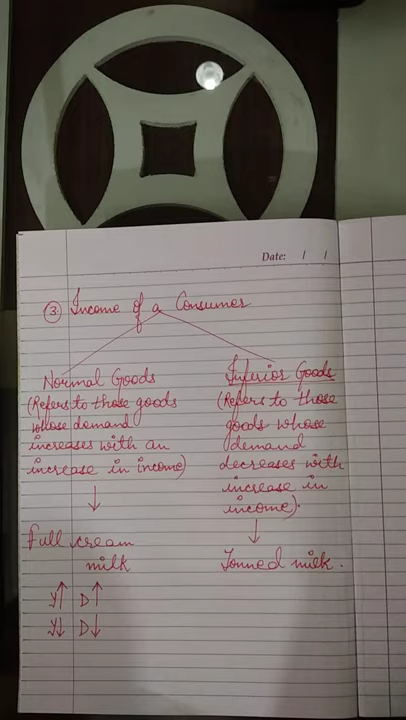 Date: / /
③ Income of a Consumer
Normal Goods
(Refers to those goods
whose demand
increases with an
increase in income)
↓
Full cream
milk
Y↑ D↑
Y↓ D↓
Inferior Goods
(Refers to those
goods whose
demand
decreases with
increase in
income).
↓
Tonned milk.